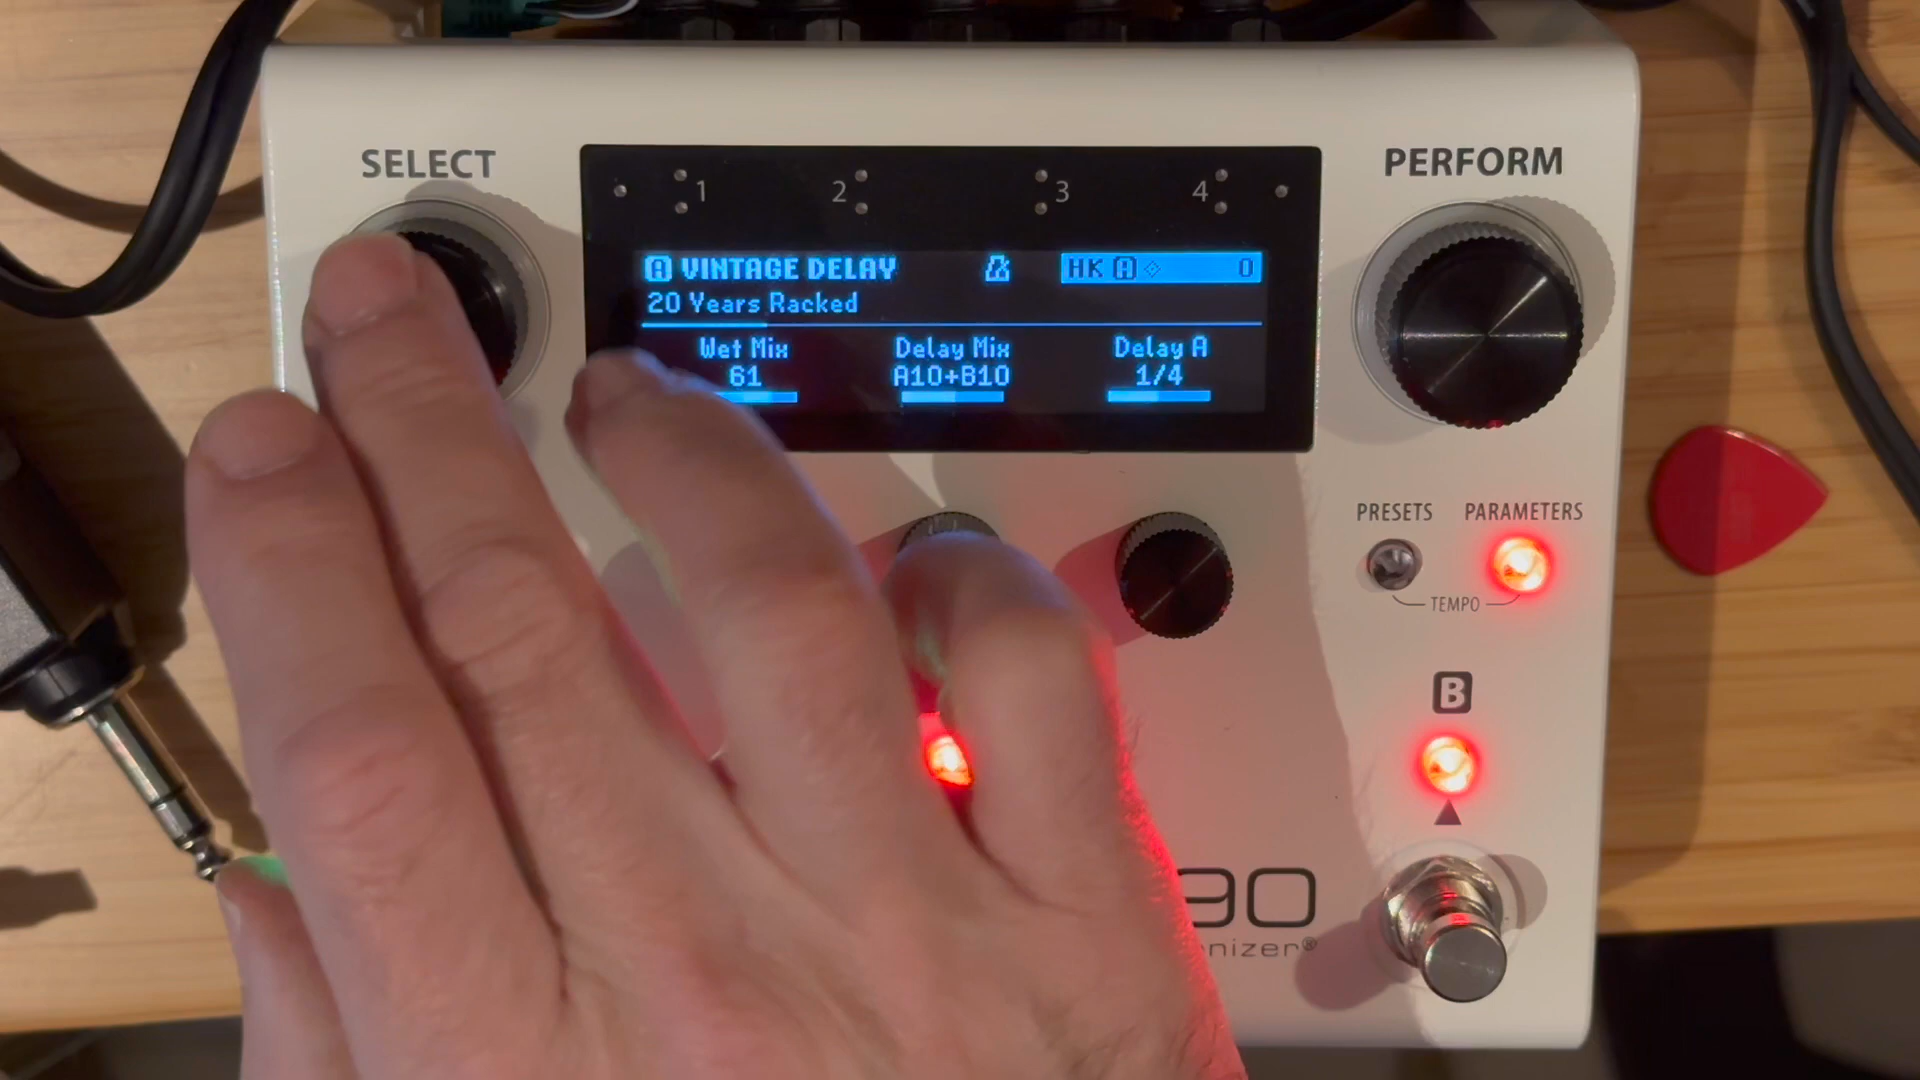 SELECT
PERFORM
1 2 3 4
A VINTAGE DELAY
HK A 0
20 Years Racked
Wet Mix Delay Mix Delay A
61 A10+B10 1/4
PRESETS PARAMETERS
TEMPO
B
90